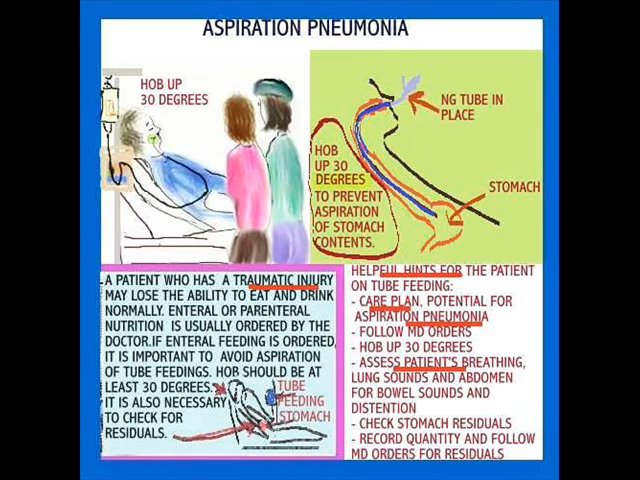 ASPIRATION PNEUMONIA
HOB UP
30 DEGREES
NG TUBE IN
PLACE
HOB
UP 30
DEGREES
TO PREVENT
ASPIRATION
OF STOMACH
CONTENTS.
STOMACH
A PATIENT WHO HAS A TRAUMATIC INJURY
MAY LOSE THE ABILITY TO EAT AND DRINK
NORMALLY. ENTERAL OR PARENTERAL
NUTRITION IS USUALLY ORDERED BY THE
DOCTOR.IF ENTERAL FEEDING IS ORDERED,
IT IS IMPORTANT TO AVOID ASPIRATION
OF TUBE FEEDINGS. HOB SHOULD BE AT
LEAST 30 DEGREES.
IT IS ALSO NECESSARY
TO CHECK FOR
RESIDUALS.
TUBE
FEEDING
STOMACH
HELPFUL HINTS FOR THE PATIENT
ON TUBE FEEDING:
- CARE PLAN, POTENTIAL FOR
ASPIRATION PNEUMONIA
- FOLLOW MD ORDERS
- HOB UP 30 DEGREES
- ASSESS PATIENT'S BREATHING,
LUNG SOUNDS AND ABDOMEN
FOR BOWEL SOUNDS AND
DISTENTION
- CHECK STOMACH RESIDUALS
- RECORD QUANTITY AND FOLLOW
MD ORDERS FOR RESIDUALS